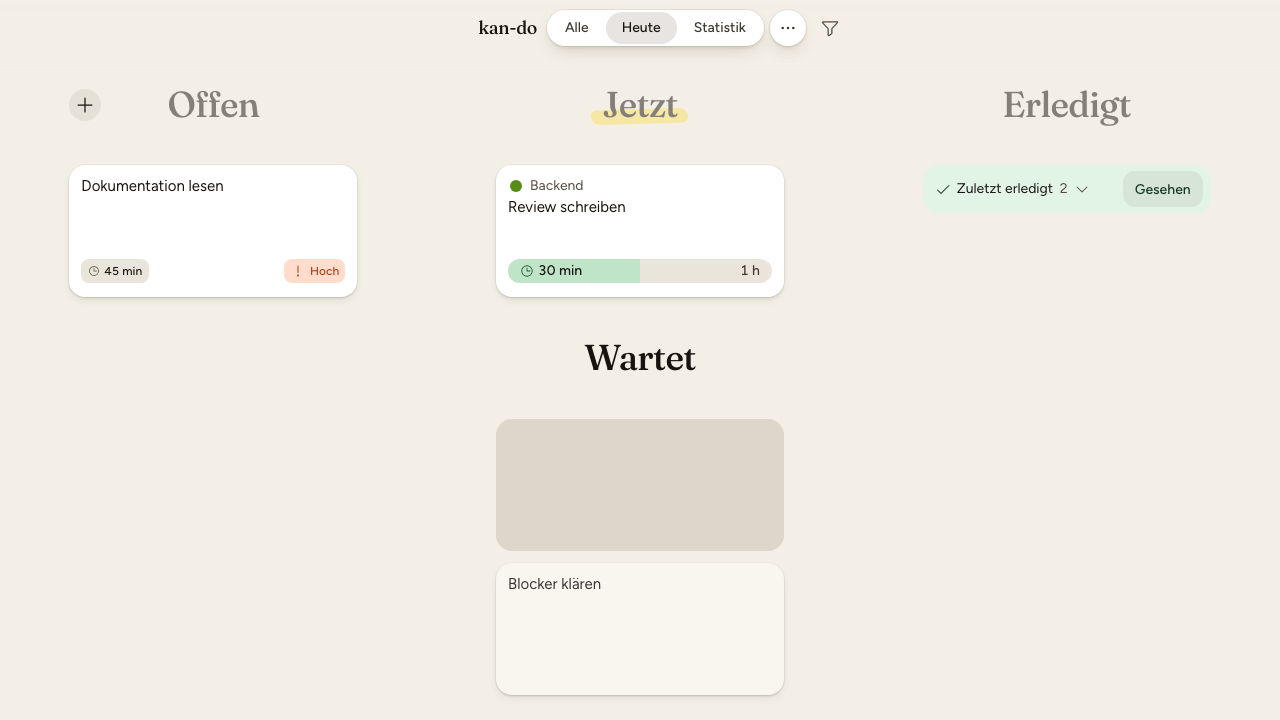 kan-do
Alle
Heute
Statistik
Offen
Jetzt
Erledigt
Dokumentation lesen
45 min
Hoch
Backend
Review schreiben
30 min
1 h
Zuletzt erledigt 2
Gesehen
Wartet
Blocker klären